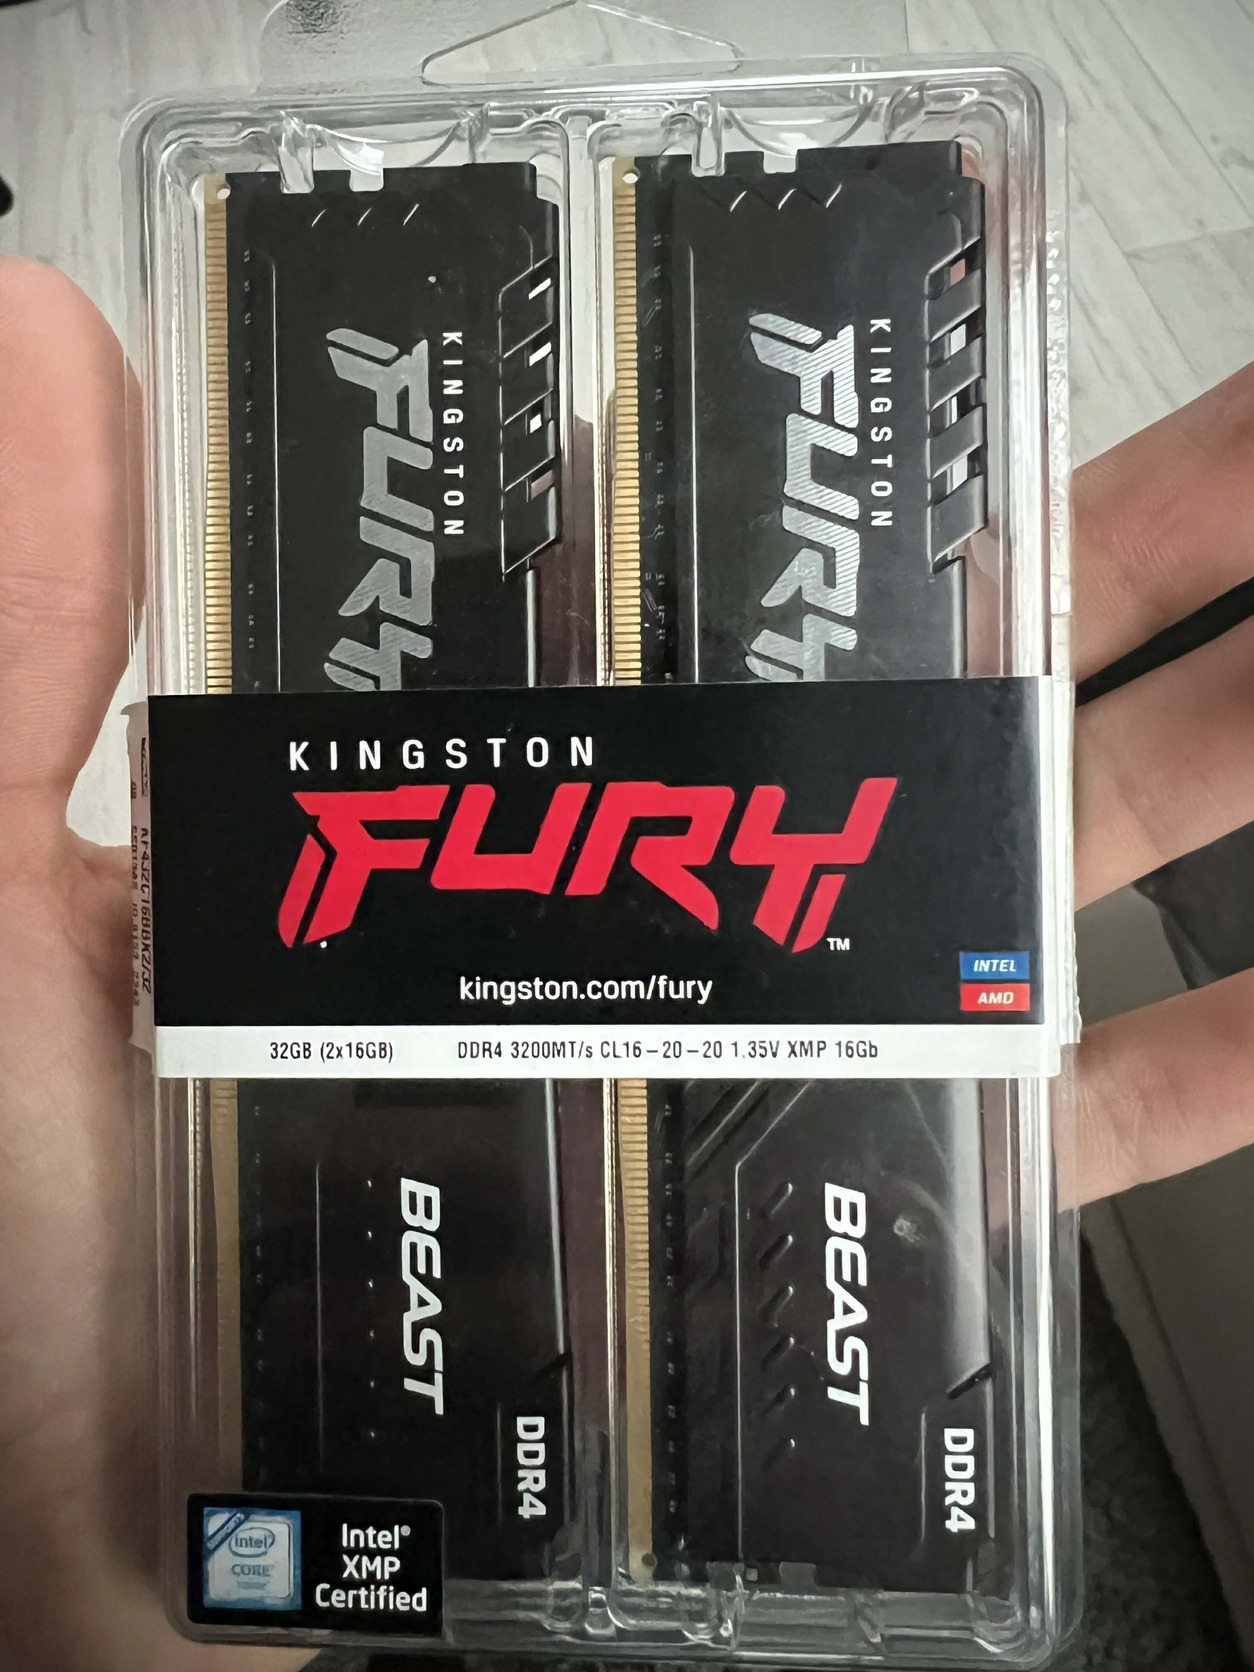 KINGSTON
FURY
KINGSTON
FURY
KINGSTON
FURY™
kingston.com/fury
INTEL
AMD
32GB (2x16GB) DDR4 3200MT/s CL16-20-20 1.35V XMP 16Gb
BEAST
DDR4
BEAST
DDR4
intel
CORE
Intel®
XMP
Certified